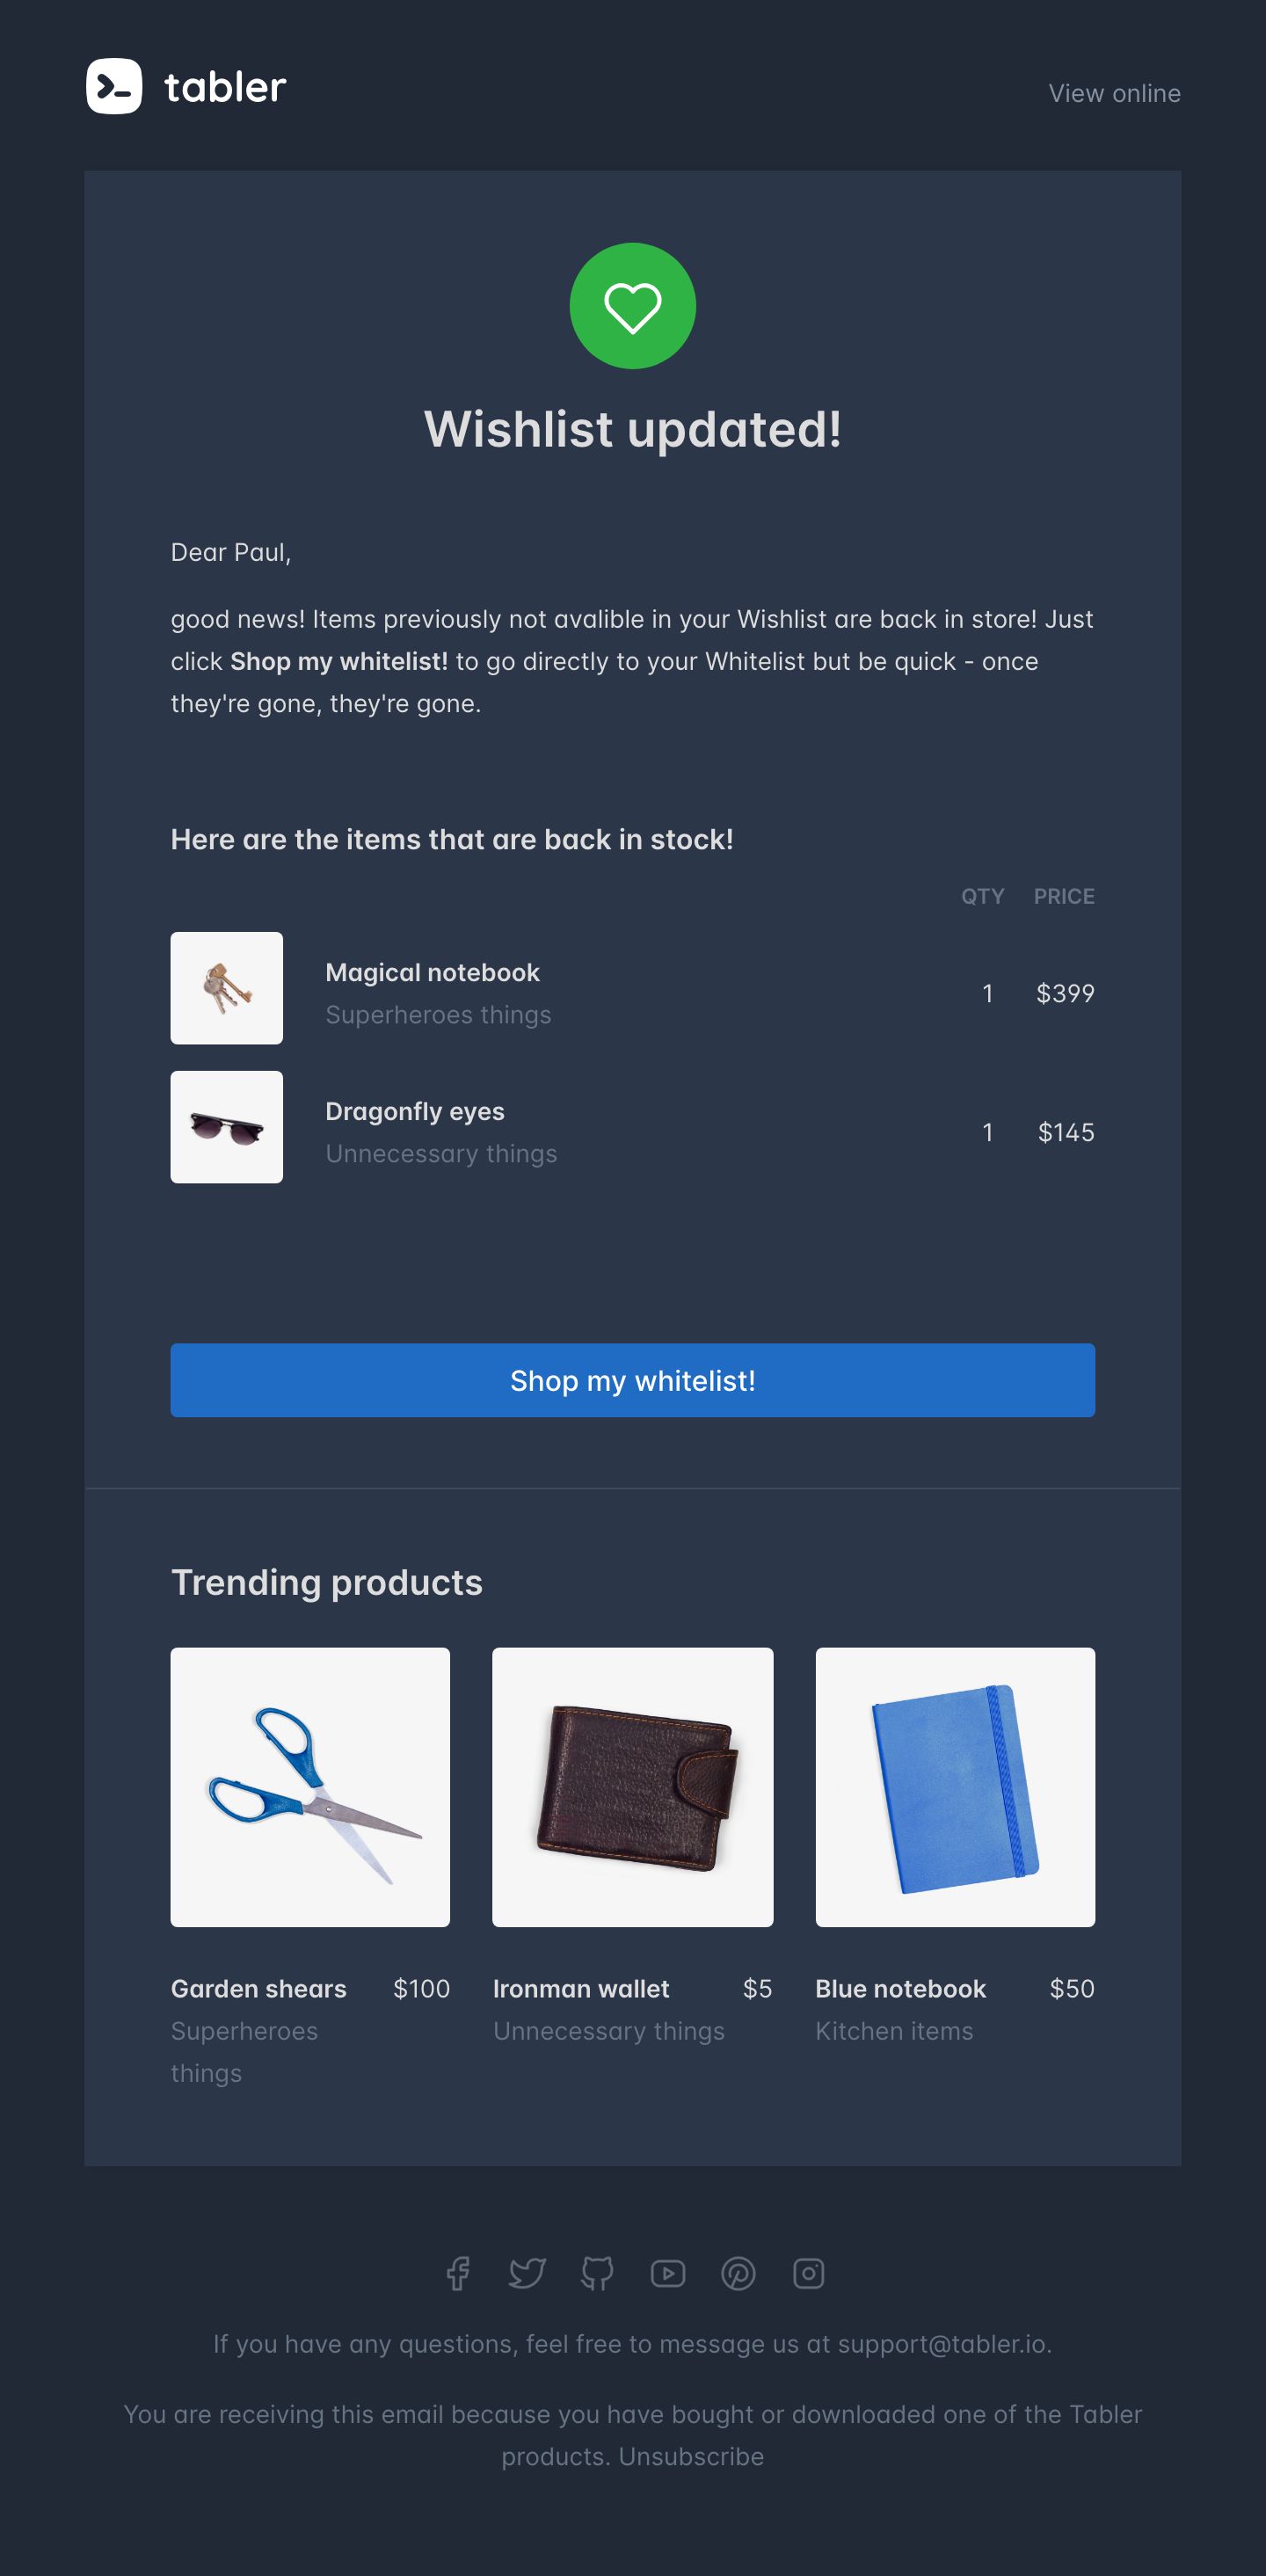 tabler
View online
Wishlist updated!
Dear Paul,
good news! Items previously not avalible in your Wishlist are back in store! Just
click Shop my whitelist! to go directly to your Whitelist but be quick - once
they're gone, they're gone.
Here are the items that are back in stock!
QTY PRICE
Magical notebook
Superheroes things
1 $399
Dragonfly eyes
Unnecessary things
1 $145
Shop my whitelist!
Trending products
Garden shears $100
Superheroes
things
Ironman wallet $5
Unnecessary things
Blue notebook $50
Kitchen items
If you have any questions, feel free to message us at support@tabler.io.
You are receiving this email because you have bought or downloaded one of the Tabler
products. Unsubscribe